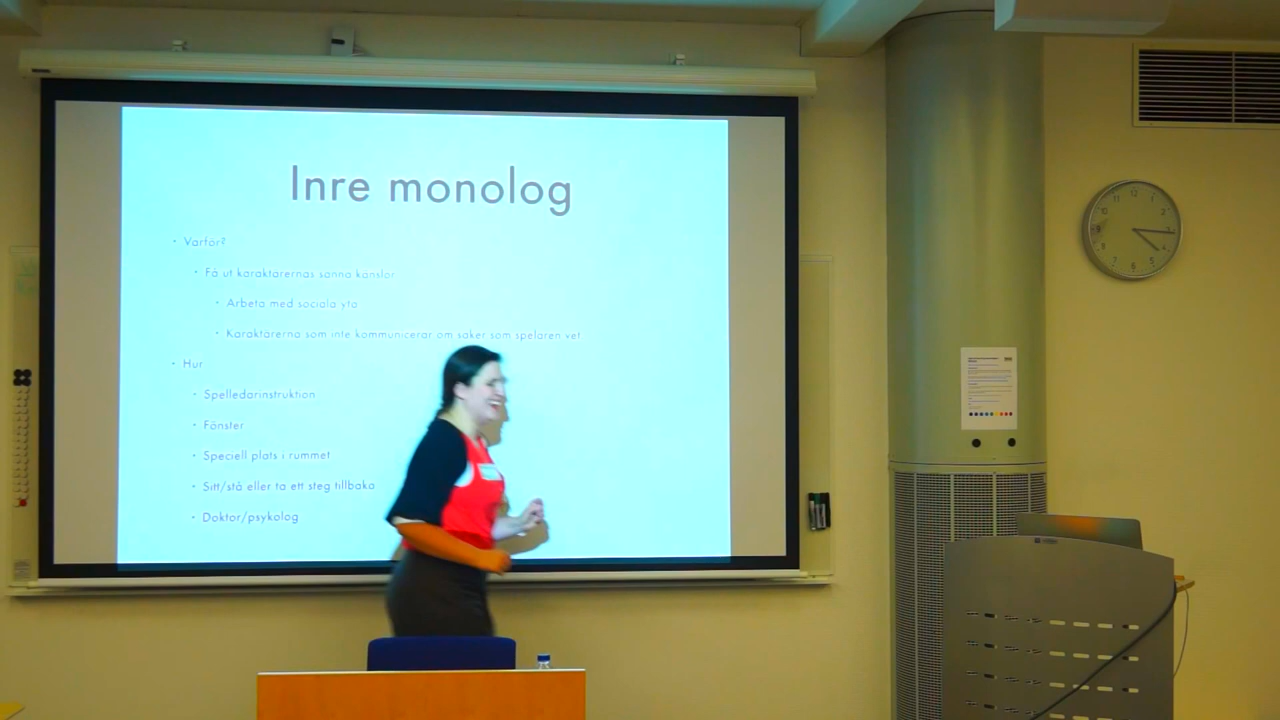 Inre monolog
• Varför?
• Få ut karaktärernas sanna känslor
• Arbeta med sociala yta
• Karaktärerna som inte kommunicerar om saker som spelaren vet
• Hur
• Spelledarinstruktion
• Fönster
• Speciell plats i rummet
• Sitt/stå eller ta ett steg tillbaka
• Doktor/psykolog